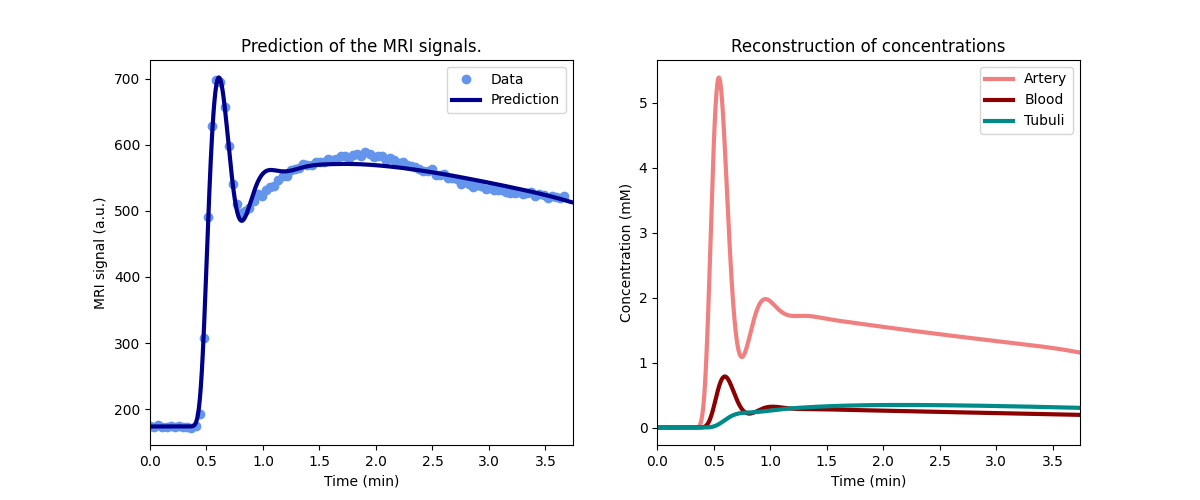 Prediction of the MRI signals.
700
600
500
400
300
200
MRI signal (a.u.)
Data
Prediction
0.0 0.5 1.0 1.5 2.0 2.5 3.0 3.5
Time (min)
Reconstruction of concentrations
5
4
3
2
1
0
Concentration (mM)
Artery
Blood
Tubuli
0.0 0.5 1.0 1.5 2.0 2.5 3.0 3.5
Time (min)